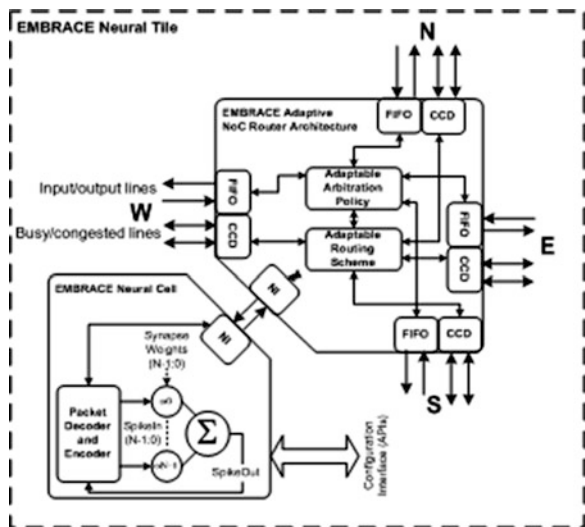 EMBRACE Neural Tile
N
EMBRACE Adaptive
NoC Router Architecture
FIFO
CCD
Input/output lines
FIFO
Adaptable
Arbitration
Policy
W
FIFO
Busy/congested lines
CCD
Adaptable
Routing
Scheme
E
CCD
NI
EMBRACE Neural Cell
NI
FIFO
CCD
Synapse
Weights
(N-1:0)
S
Packet
Decoder
and
Encoder
SpikeIn
(N-1:0)
Σ
SpikeOut
Configuration
Interface (APIs)